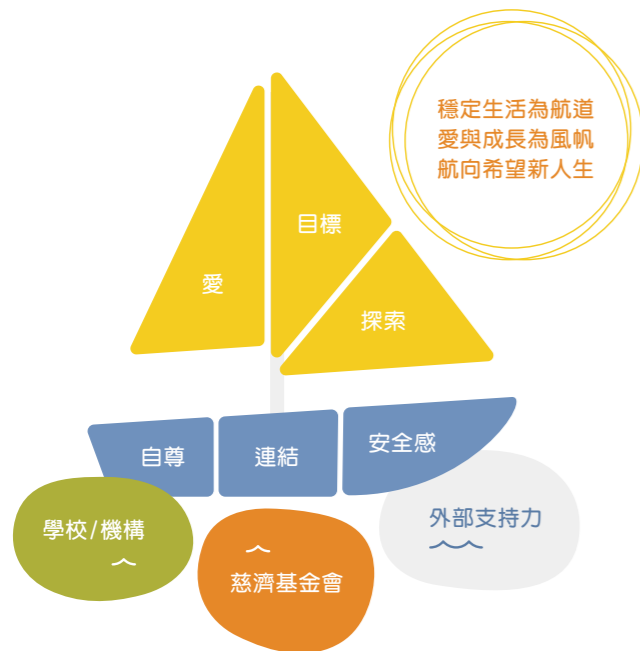 穩定生活為航道
愛與成長為風帆
航向希望新人生
目標
愛
探索
自尊
連結
安全感
學校/機構
慈濟基金會
外部支持力